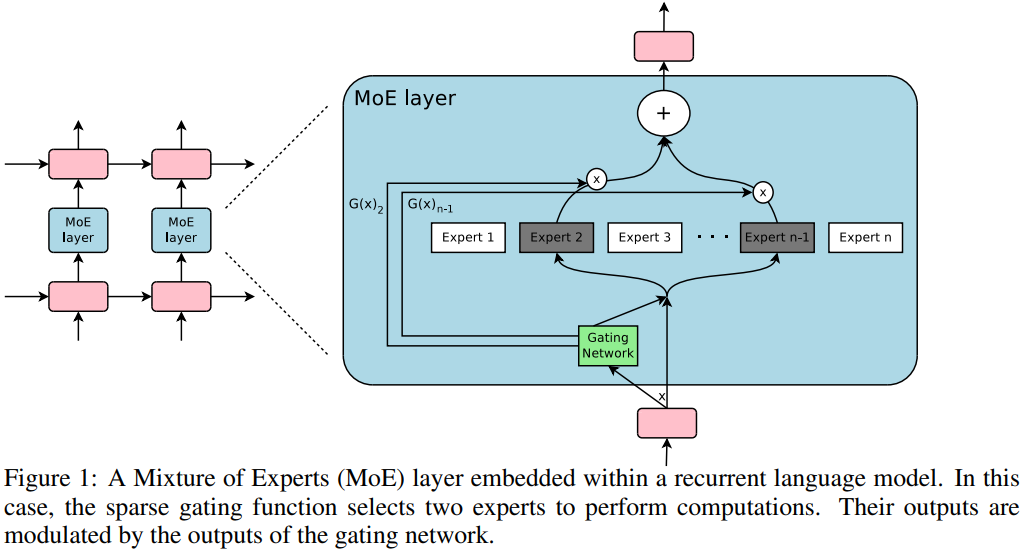 MoE layer
+
x
x
G(x)2
G(x)n-1
MoE
layer
MoE
layer
Expert 1
Expert 2
Expert 3
. . . .
Expert n-1
Expert n
Gating
Network
x
Figure 1: A Mixture of Experts (MoE) layer embedded within a recurrent language model. In this
case, the sparse gating function selects two experts to perform computations. Their outputs are
modulated by the outputs of the gating network.